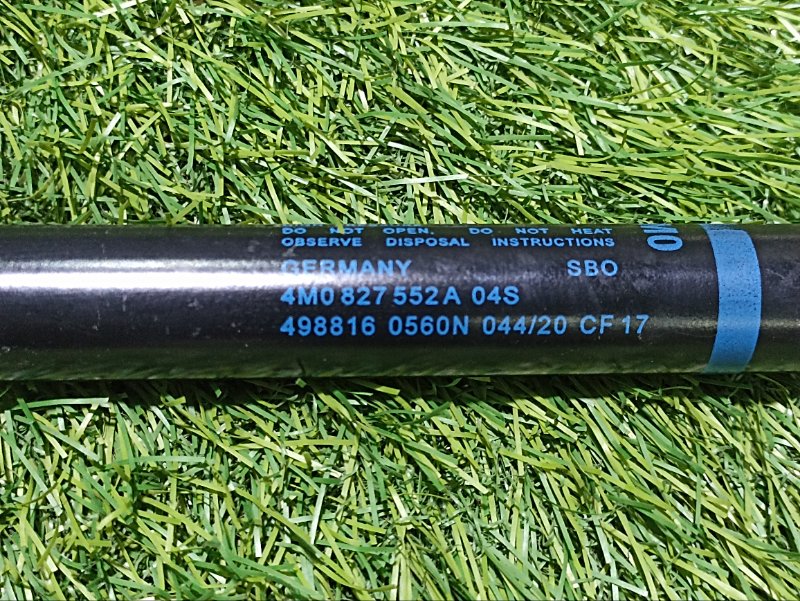 DO NOT OPEN. DO NOT HEAT
OBSERVE DISPOSAL INSTRUCTIONS
GERMANY SBO
4M0 827 552A 04S
498816 0560N 044/20 CF 17